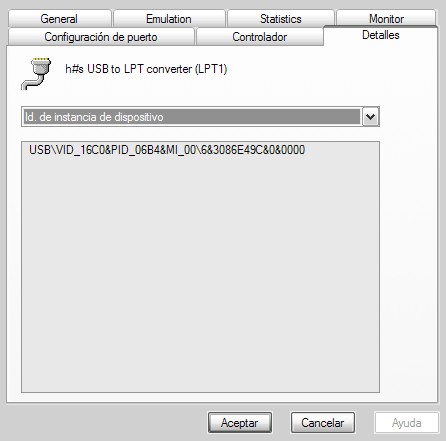 General Emulation Statistics Monitor
Configuración de puerto Controlador Detalles
h#s USB to LPT converter (LPT1)
Id. de instancia de dispositivo
USB\VID_16C0&PID_06B4&MI_00\6&3086E49C&0&0000
Aceptar Cancelar Ayuda